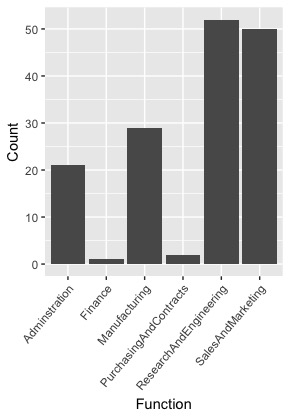 Count
50
40
30
20
10
0
Adminstration
Finance
Manufacturing
PurchasingAndContracts
ResearchAndEngineering
SalesAndMarketing
Function